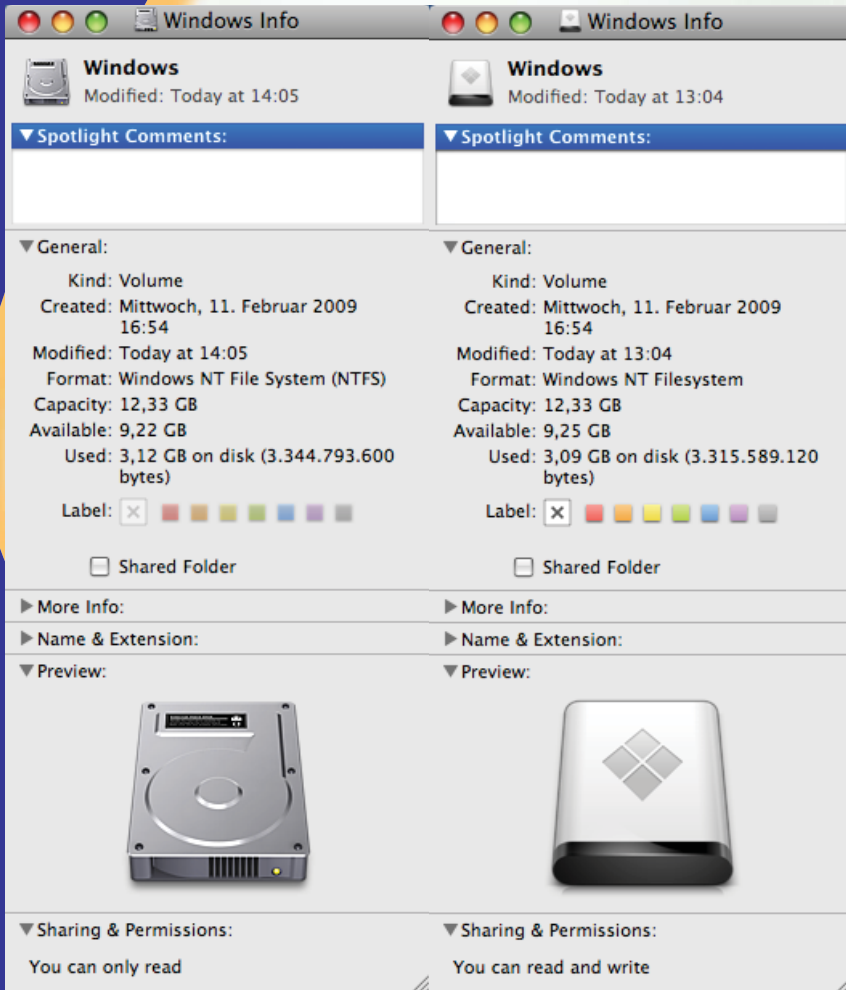 Windows Info
Windows
Modified: Today at 14:05
Spotlight Comments:
General:
Kind: Volume
Created: Mittwoch, 11. Februar 2009
16:54
Modified: Today at 14:05
Format: Windows NT File System (NTFS)
Capacity: 12,33 GB
Available: 9,22 GB
Used: 3,12 GB on disk (3.344.793.600
bytes)
Label:
Shared Folder
More Info:
Name & Extension:
Preview:
Sharing & Permissions:
You can only read
Windows Info
Windows
Modified: Today at 13:04
Spotlight Comments:
General:
Kind: Volume
Created: Mittwoch, 11. Februar 2009
16:54
Modified: Today at 13:04
Format: Windows NT Filesystem
Capacity: 12,33 GB
Available: 9,25 GB
Used: 3,09 GB on disk (3.315.589.120
bytes)
Label:
Shared Folder
More Info:
Name & Extension:
Preview:
Sharing & Permissions:
You can read and write